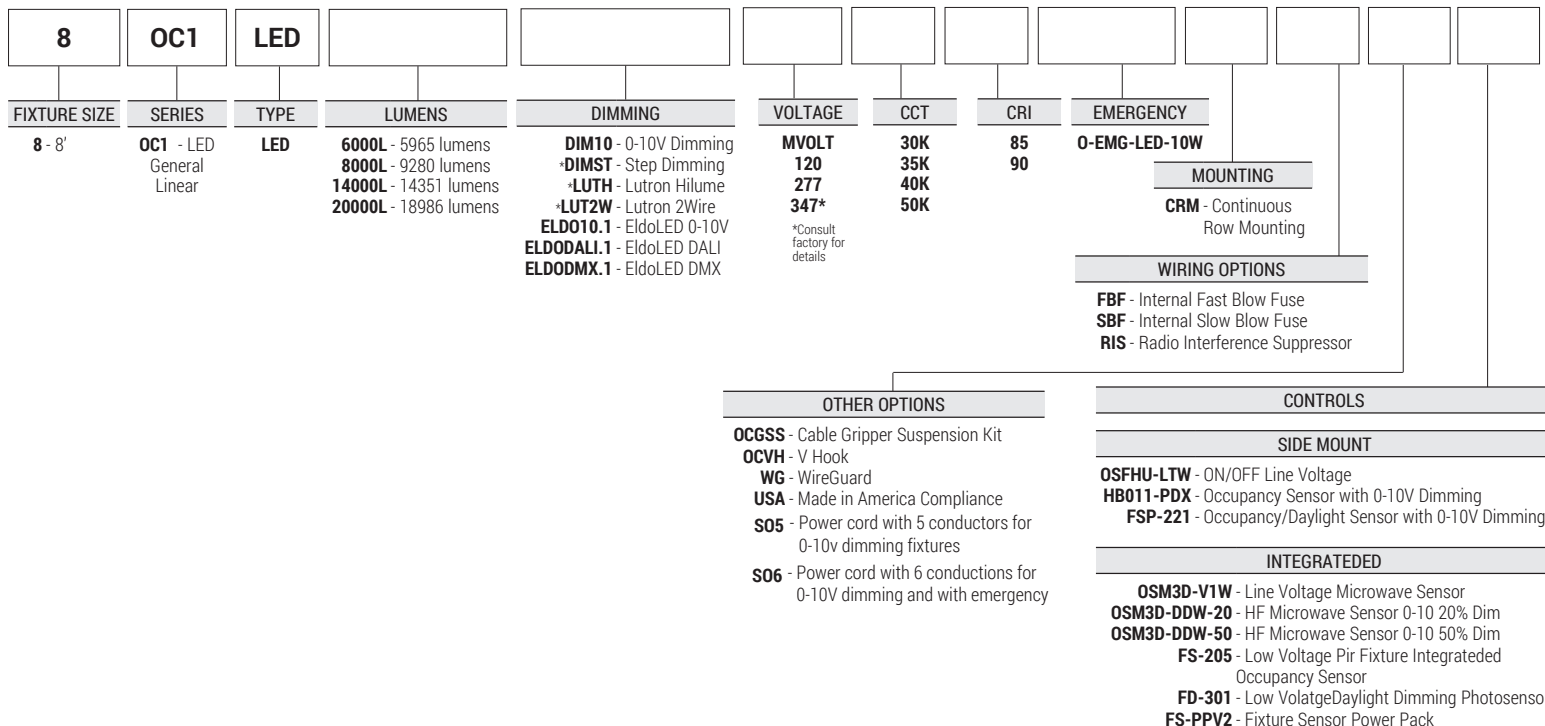 8 OC1 LED
FIXTURE SIZE
8 - 8'
SERIES
OC1 - LED
General
Linear
TYPE
LED
LUMENS
6000L - 5965 lumens
8000L - 9280 lumens
14000L - 14351 lumens
20000L - 18986 lumens
DIMMING
DIM10 - 0-10V Dimming
*DIMST - Step Dimming
*LUTH - Lutron Hilume
*LUT2W - Lutron 2Wire
ELDO10.1 - EldoLED 0-10V
ELDODALI.1 - EldoLED DALI
ELDODMX.1 - EldoLED DMX
VOLTAGE
MVOLT
120
277
347*
*Consult
factory for
details
CCT
30K
35K
40K
50K
CRI
85
90
EMERGENCY
O-EMG-LED-10W
MOUNTING
CRM - Continuous
Row Mounting
WIRING OPTIONS
FBF - Internal Fast Blow Fuse
SBF - Internal Slow Blow Fuse
RIS - Radio Interference Suppressor
OTHER OPTIONS
OCGSS - Cable Gripper Suspension Kit
OCVH - V Hook
WG - WireGuard
USA - Made in America Compliance
SO5 - Power cord with 5 conductors for
0-10v dimming fixtures
SO6 - Power cord with 6 conductions for
0-10V dimming and with emergency
CONTROLS
SIDE MOUNT
OSFHU-LTW - ON/OFF Line Voltage
HB011-PDX - Occupancy Sensor with 0-10V Dimming
FSP-221 - Occupancy/Daylight Sensor with 0-10V Dimming
INTEGRATEDED
OSM3D-V1W - Line Voltage Microwave Sensor
OSM3D-DDW-20 - HF Microwave Sensor 0-10 20% Dim
OSM3D-DDW-50 - HF Microwave Sensor 0-10 50% Dim
FS-205 - Low Voltage Pir Fixture Integrateded
Occupancy Sensor
FD-301 - Low VolatgeDaylight Dimming Photosenso
FS-PPV2 - Fixture Sensor Power Pack